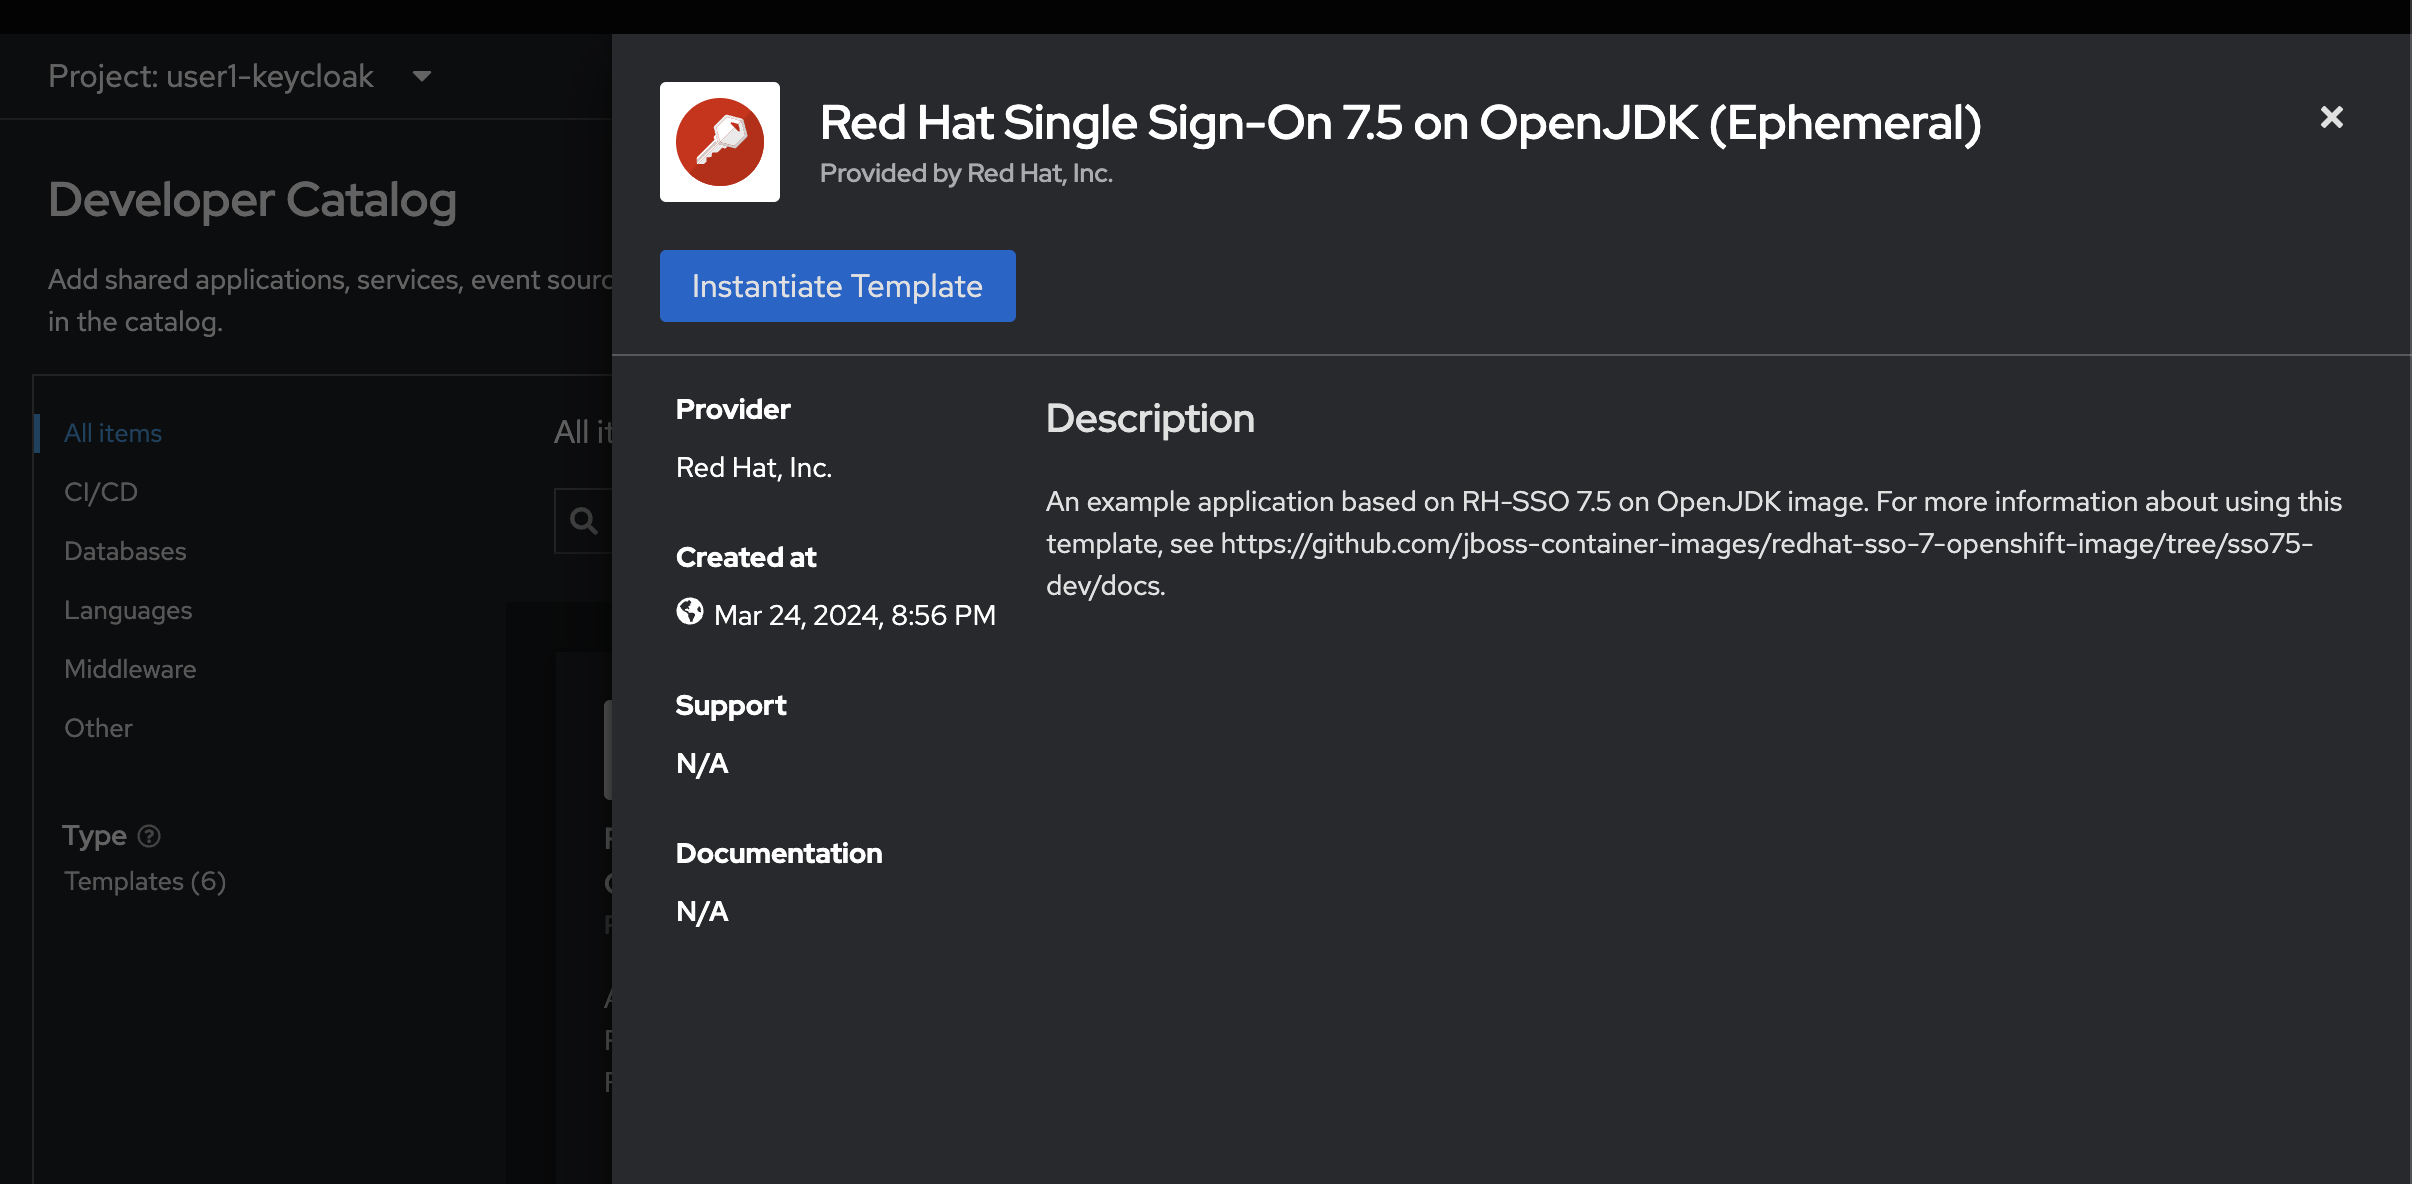 Project: user1-keycloak
Developer Catalog
Add shared applications, services, event sourc
in the catalog.
All items
CI/CD
Databases
Languages
Middleware
Other
Type
Templates (6)
All it
Red Hat Single Sign-On 7.5 on OpenJDK (Ephemeral)
Provided by Red Hat, Inc.
Instantiate Template
Provider
Red Hat, Inc.
Created at
Mar 24, 2024, 8:56 PM
Support
N/A
Documentation
N/A
Description
An example application based on RH-SSO 7.5 on OpenJDK image. For more information about using this
template, see https://github.com/jboss-container-images/redhat-sso-7-openshift-image/tree/sso75-
dev/docs.